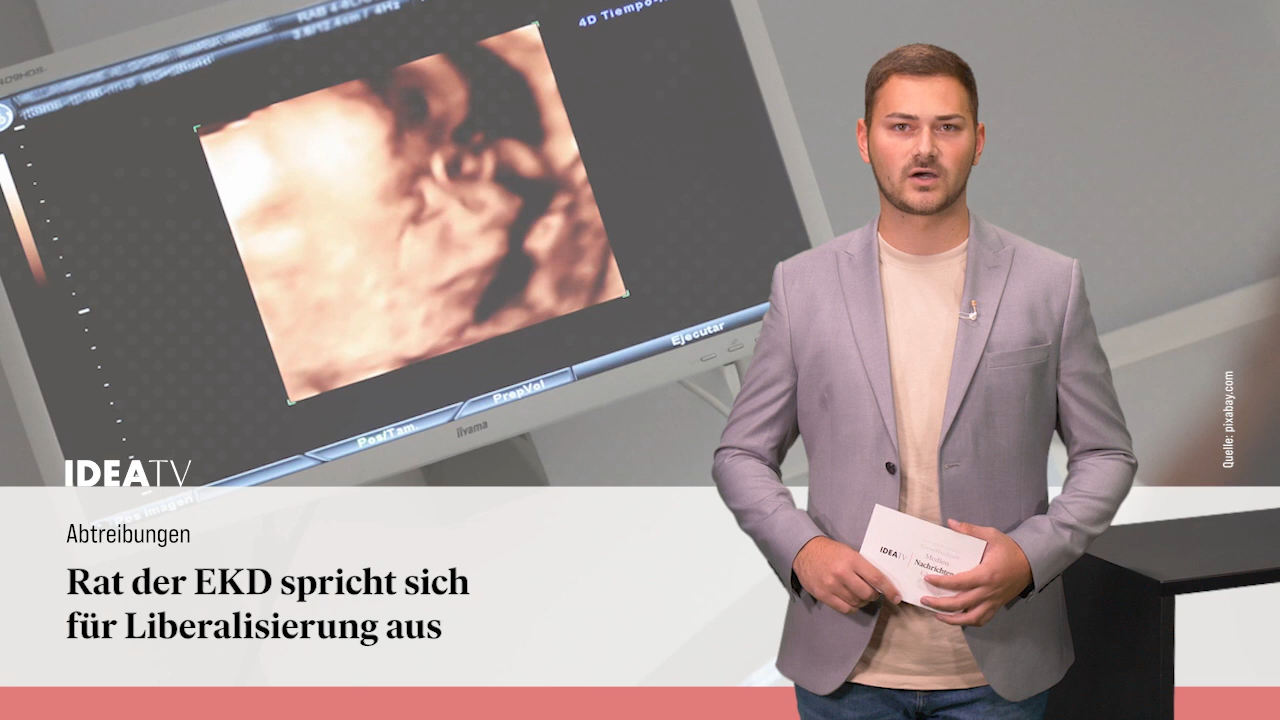 4D Tiempo-
Ejecutar
PrepVol
Pos/Tam.
iiyama
Quelle: pixabay.com
IDEATV
Abtreibungen
Rat der EKD spricht sich
für Liberalisierung aus
IDEATV
Medien
Nachrichten